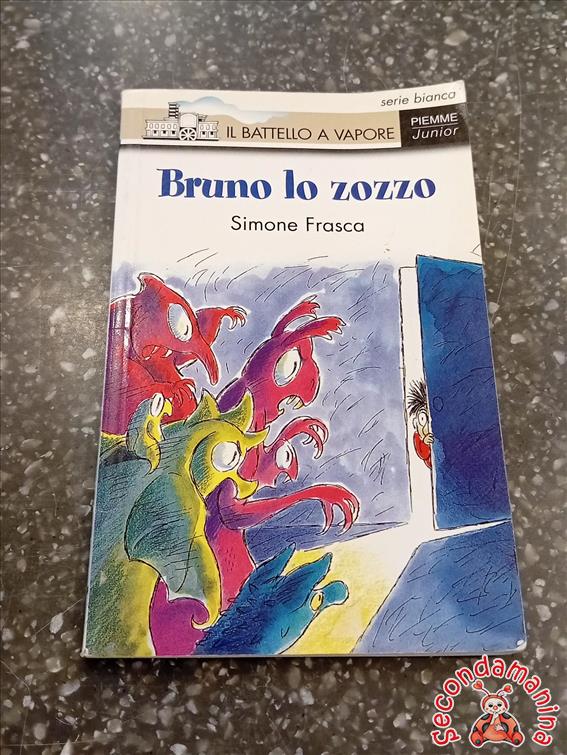 serie bianca
IL BATTELLO A VAPORE
PIEMME
Junior
Bruno lo zozzo
Simone Frasca
Secondamanina